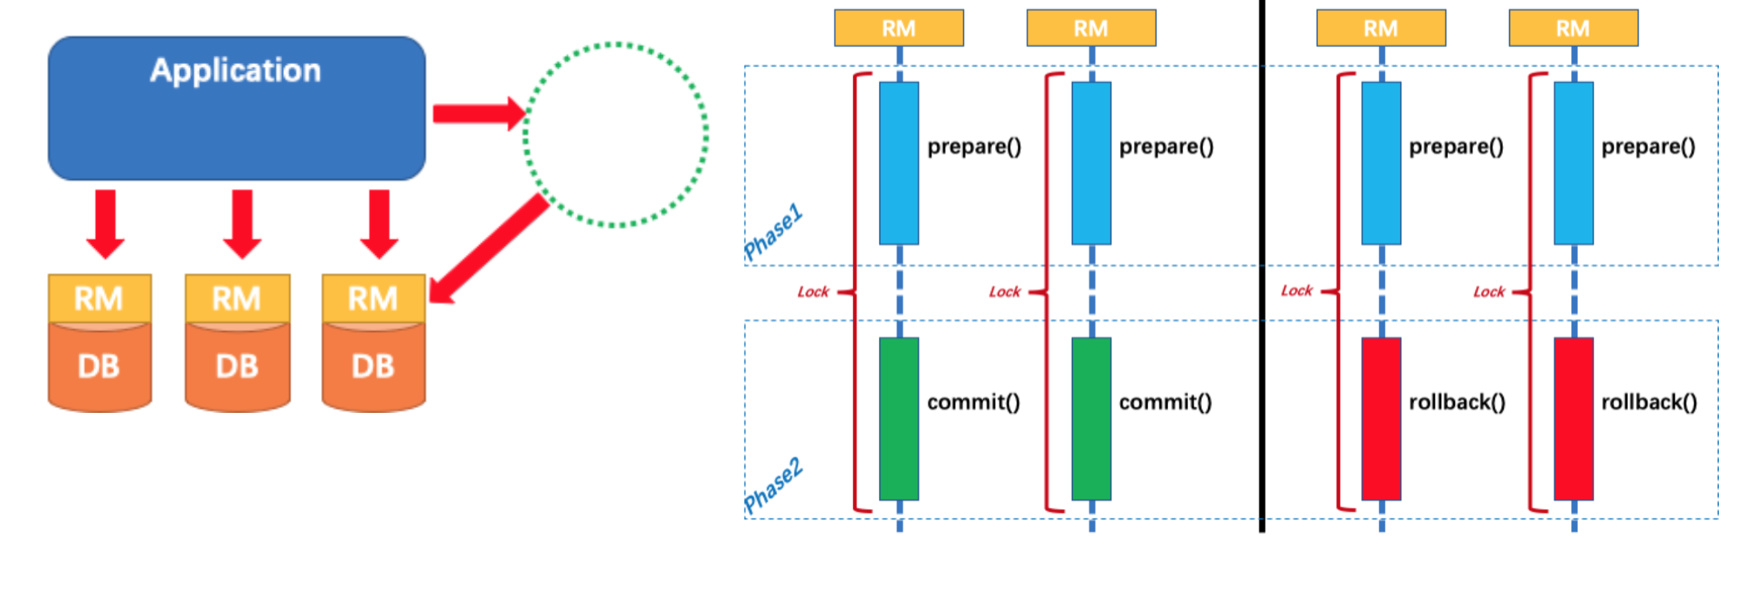 Application
RM RM RM
DB DB DB
RM RM RM RM
prepare() prepare() prepare() prepare()
Phase1
Lock Lock Lock Lock
commit() commit() rollback() rollback()
Phase2